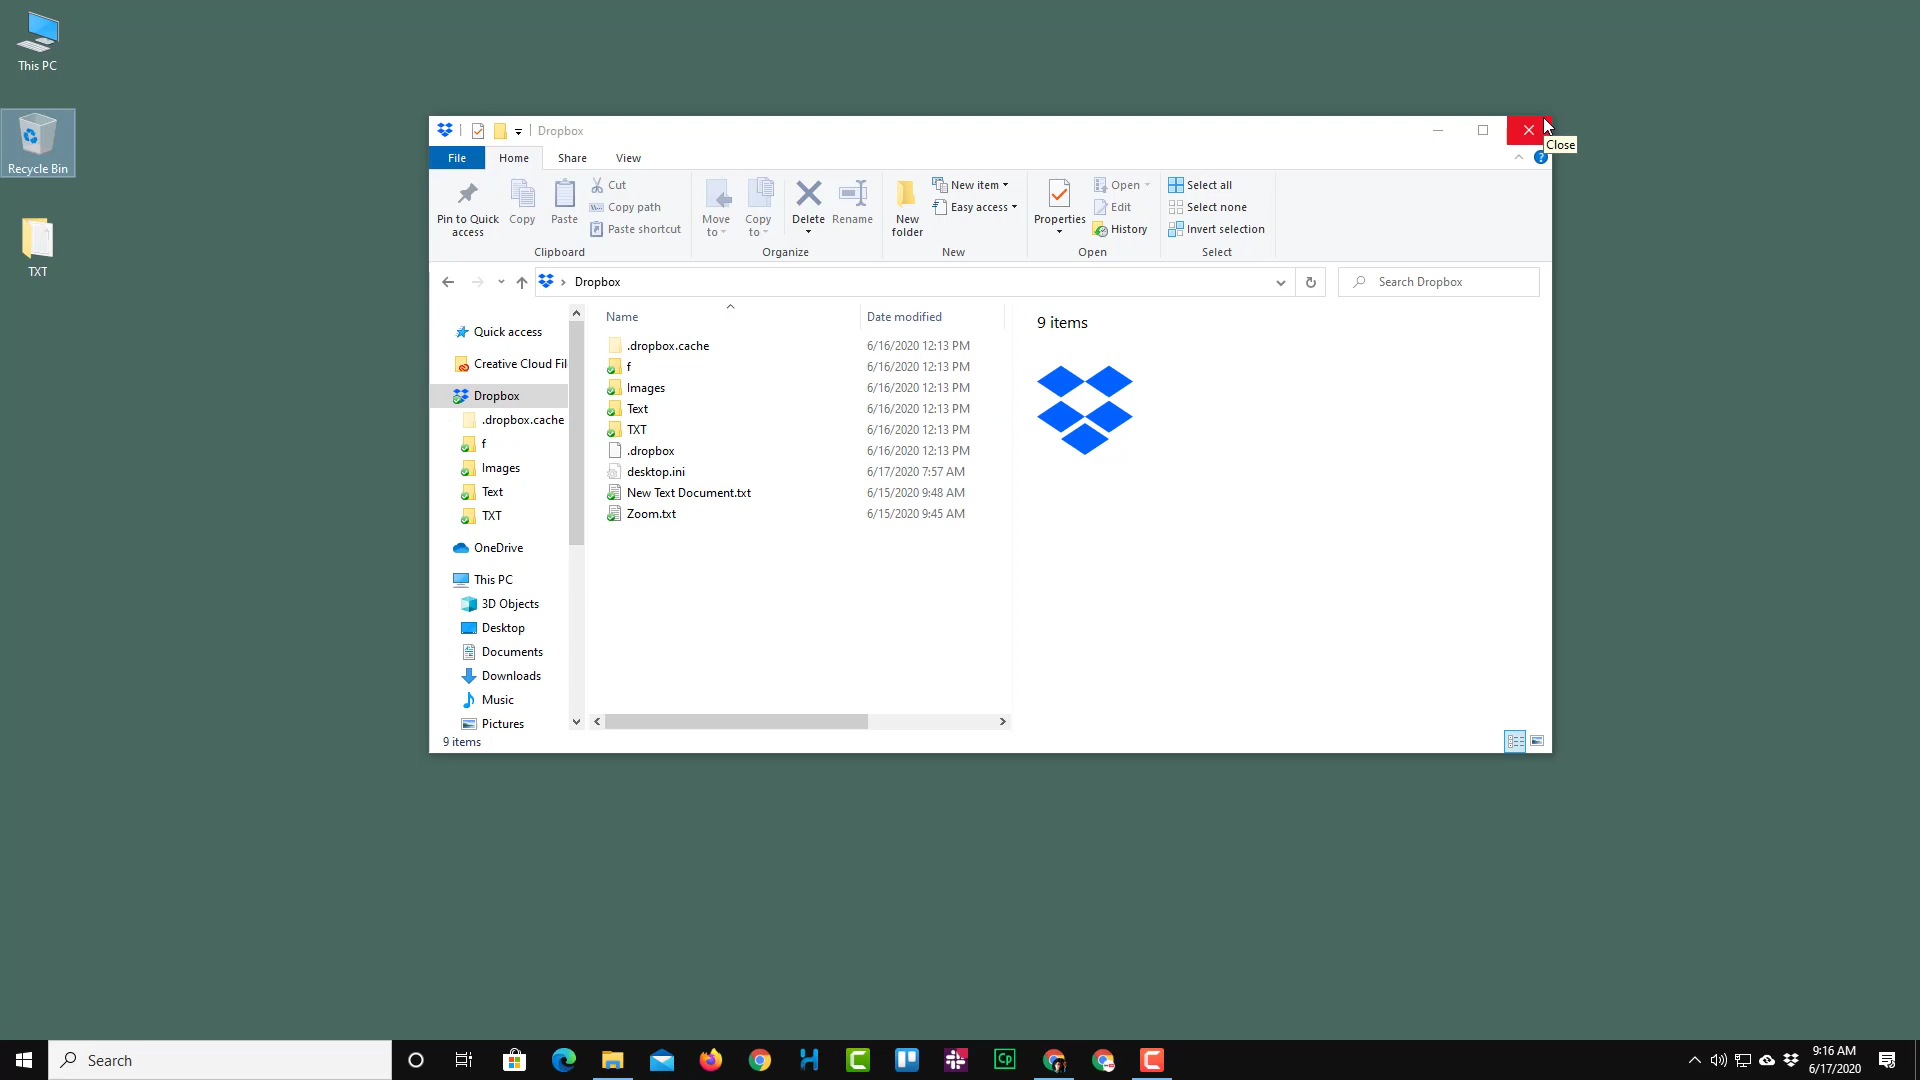 This PC
Recycle Bin
TXT
Dropbox
Close
File Home Share View
Pin to Quick access
Copy
Paste
Cut
Copy path
Paste shortcut
Clipboard
Move to
Copy to
Delete
Rename
Organize
New folder
New item
Easy access
New
Properties
Open
Edit
History
Open
Select all
Select none
Invert selection
Select
Dropbox
Search Dropbox
Quick access
Creative Cloud Fil
Dropbox
.dropbox.cache
f
Images
Text
TXT
OneDrive
This PC
3D Objects
Desktop
Documents
Downloads
Music
Pictures
Name Date modified
.dropbox.cache 6/16/2020 12:13 PM
f 6/16/2020 12:13 PM
Images 6/16/2020 12:13 PM
Text 6/16/2020 12:13 PM
TXT 6/16/2020 12:13 PM
.dropbox 6/16/2020 12:13 PM
desktop.ini 6/17/2020 7:57 AM
New Text Document.txt 6/15/2020 9:48 AM
Zoom.txt 6/15/2020 9:45 AM
9 items
9 items
Search
Cp
9:16 AM
6/17/2020